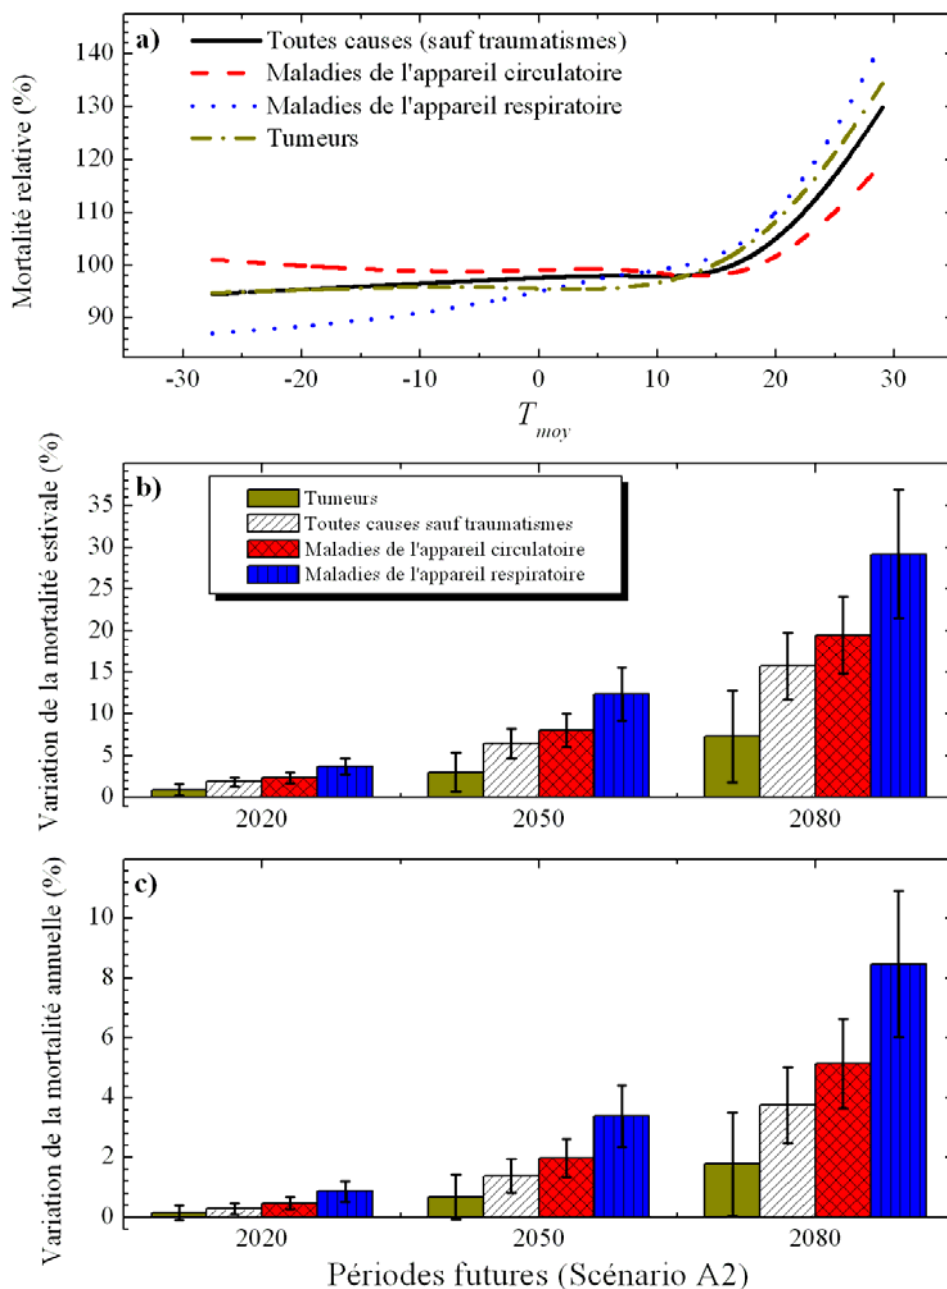 a)
Toutes causes (sauf traumatismes)
Maladies de l'appareil circulatoire
Maladies de l'appareil respiratoire
Tumeurs
Mortalité relative (%)
140
130
120
110
100
90
-30 -20 -10 0 10 20 30
T moy
b)
Tumeurs
Toutes causes sauf traumatismes
Maladies de l'appareil circulatoire
Maladies de l'appareil respiratoire
Variation de la mortalité estivale (%)
35
30
25
20
15
10
5
0
2020 2050 2080
c)
Variation de la mortalité annuelle (%)
10
8
6
4
2
0
2020 2050 2080
Périodes futures (Scénario A2)